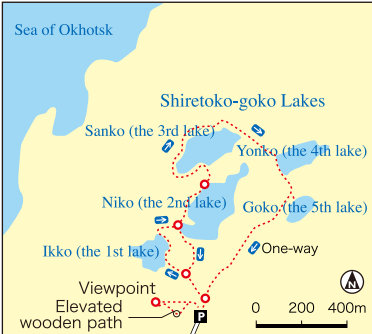 Sea of Okhotsk
Shiretoko-goko Lakes
Sanko (the 3rd lake)
Yonko (the 4th lake)
Niko (the 2nd lake)
Goko (the 5th lake)
Ikko (the 1st lake)
One-way
Viewpoint
Elevated
wooden path
P
N
0 200 400m